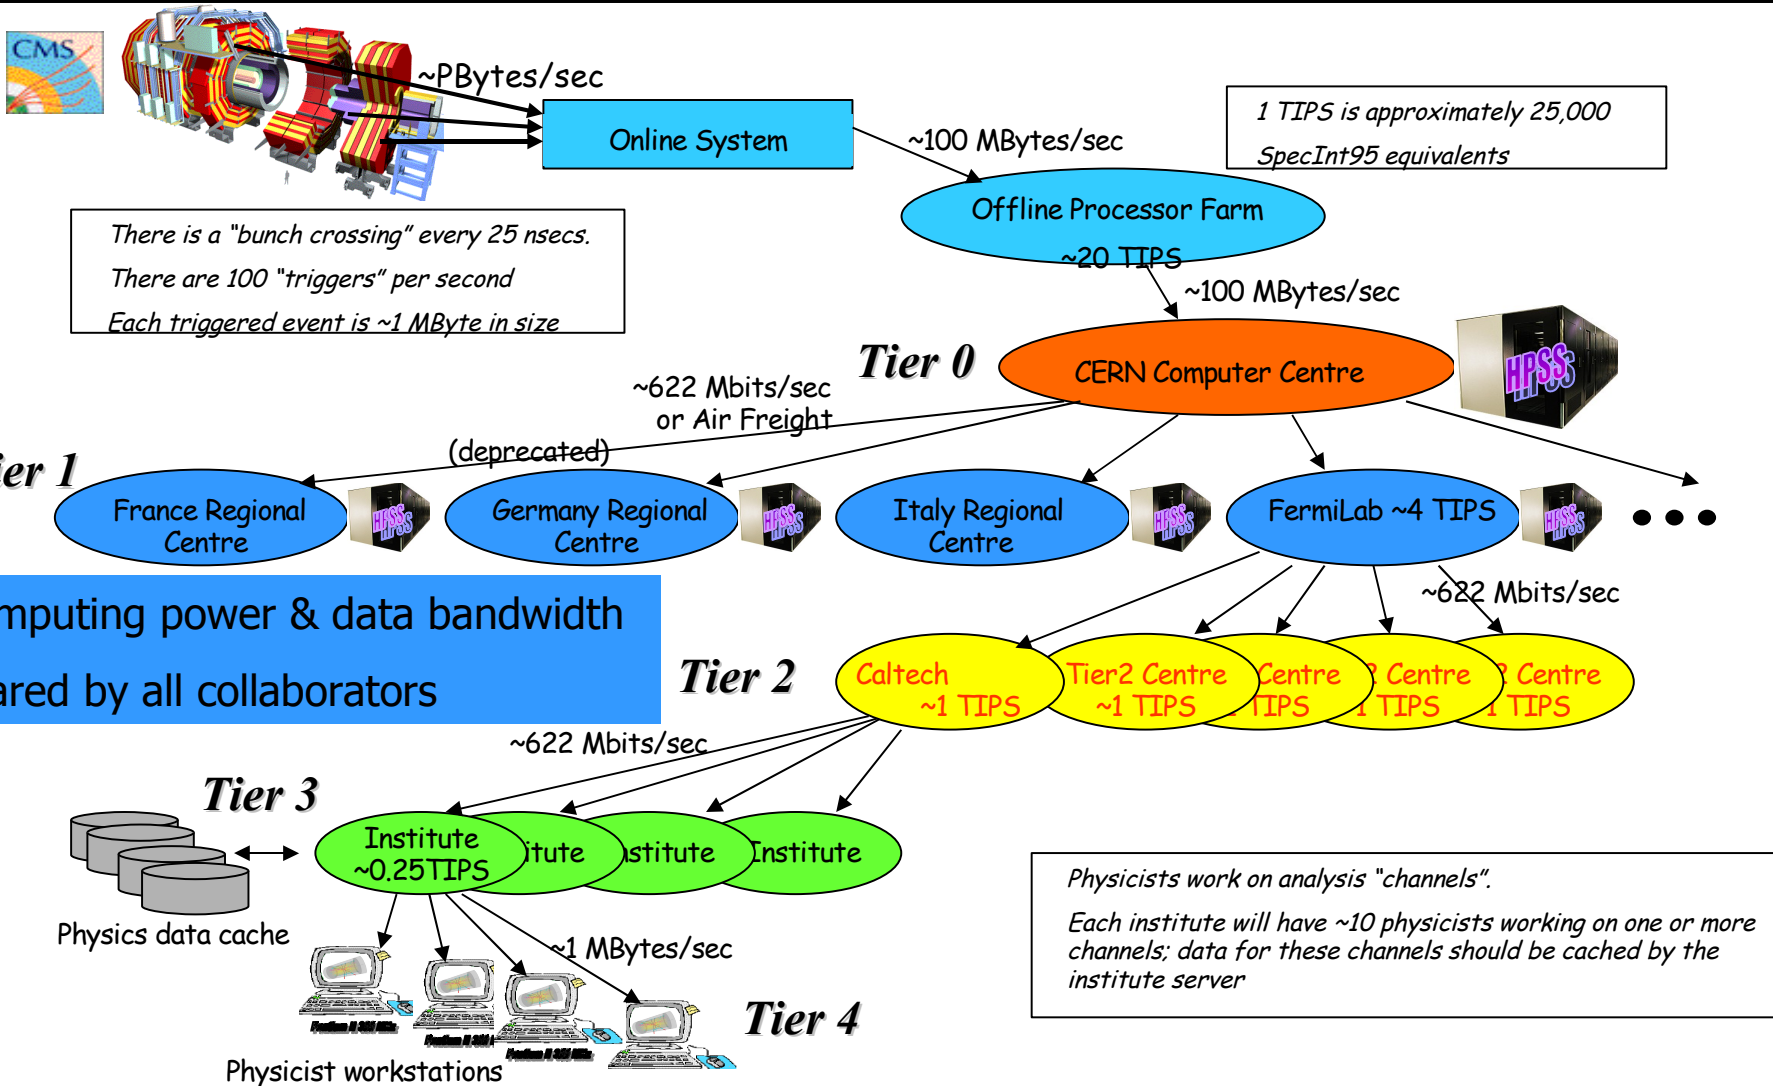 CMS
~PBytes/sec
Online System
~100 MBytes/sec
1 TIPS is approximately 25,000
SpecInt95 equivalents
Offline Processor Farm
~20 TIPS
There is a "bunch crossing" every 25 nsecs.
There are 100 "triggers" per second
Each triggered event is ~1 MByte in size
~100 MBytes/sec
Tier 0
CERN Computer Centre
HPSS
~622 Mbits/sec
or Air Freight
(deprecated)
ier 1
France Regional
Centre
HPSS
Germany Regional
Centre
HPSS
Italy Regional
Centre
HPSS
FermiLab ~4 TIPS
HPSS
mputing power & data bandwidth
ared by all collaborators
~622 Mbits/sec
Tier 2
Caltech
~1 TIPS
Tier2 Centre
~1 TIPS
Centre
TIPS
2 Centre
1 TIPS
2 Centre
1 TIPS
~622 Mbits/sec
Tier 3
Institute
~0.25TIPS
itute
nstitute
Institute
Physics data cache
~1 MBytes/sec
Physicists work on analysis "channels".
Each institute will have ~10 physicists working on one or more
channels; data for these channels should be cached by the
institute server
Tier 4
Physicist workstations